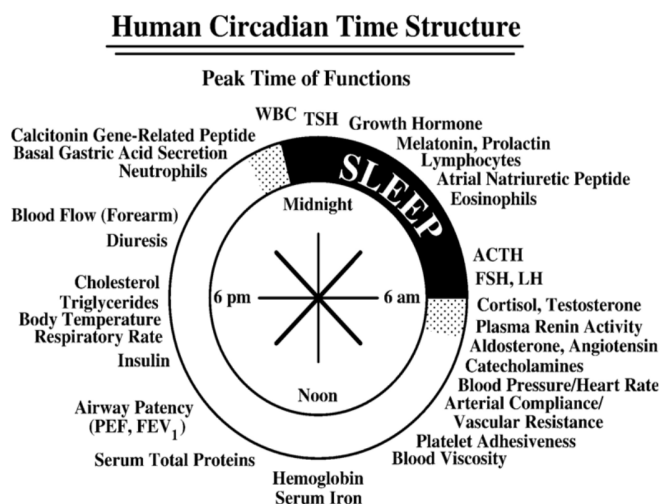 Human Circadian Time Structure
Peak Time of Functions
WBC
TSH
Growth Hormone
Melatonin, Prolactin
Lymphocytes
Atrial Natriuretic Peptide
Eosinophils
ACTH
FSH, LH
Cortisol, Testosterone
Plasma Renin Activity
Aldosterone, Angiotensin
Catecholamines
Blood Pressure/Heart Rate
Arterial Compliance/
Vascular Resistance
Platelet Adhesiveness
Blood Viscosity
Hemoglobin
Serum Iron
Serum Total Proteins
Airway Patency
(PEF, FEV1)
Insulin
Respiratory Rate
Body Temperature
Triglycerides
Cholesterol
Diuresis
Blood Flow (Forearm)
Neutrophils
Basal Gastric Acid Secretion
Calcitonin Gene-Related Peptide
SLEEP
Midnight
6 pm
6 am
Noon